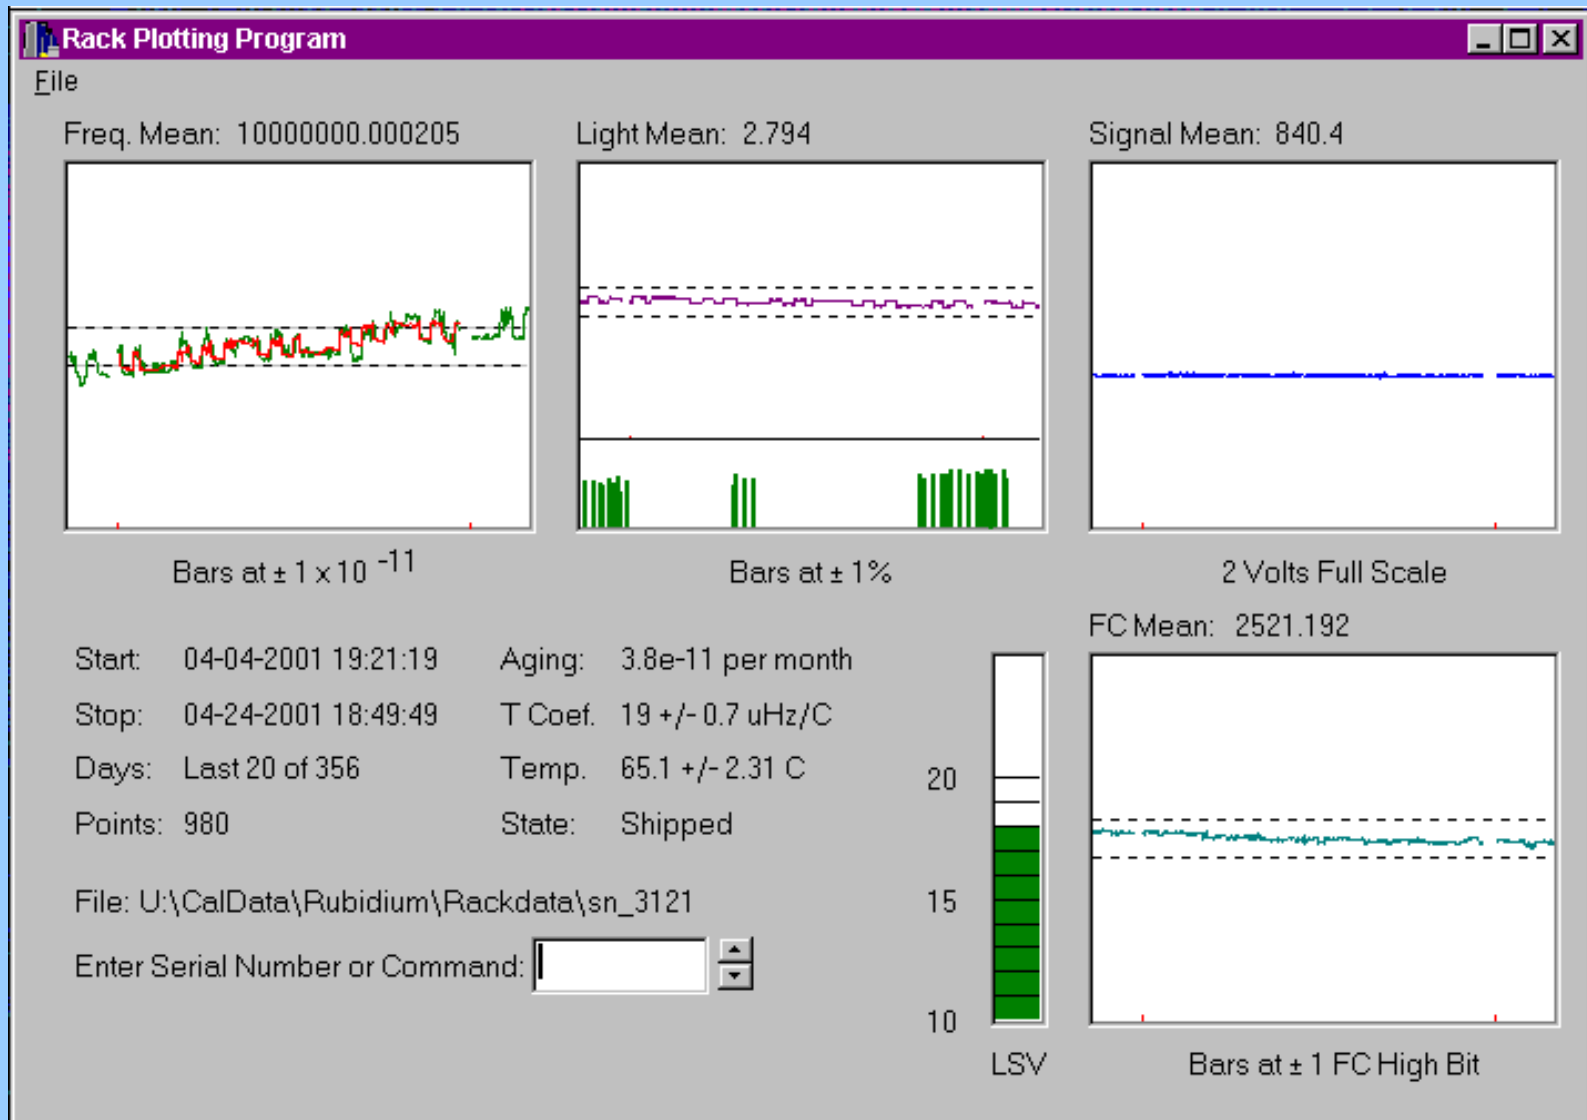 Rack Plotting Program
File
Freq. Mean: 10000000.000205
Light Mean: 2.794
Signal Mean: 840.4
Bars at ± 1 x 10 -11
Bars at ± 1%
2 Volts Full Scale
FC Mean: 2521.192
Start: 04-04-2001 19:21:19
Aging: 3.8e-11 per month
Stop: 04-24-2001 18:49:49
T Coef. 19 +/- 0.7 uHz/C
Days: Last 20 of 356
Temp. 65.1 +/- 2.31 C
Points: 980
State: Shipped
File: U:\CalData\Rubidium\Rackdata\sn_3121
Enter Serial Number or Command:
20
15
10
LSV
Bars at ± 1 FC High Bit